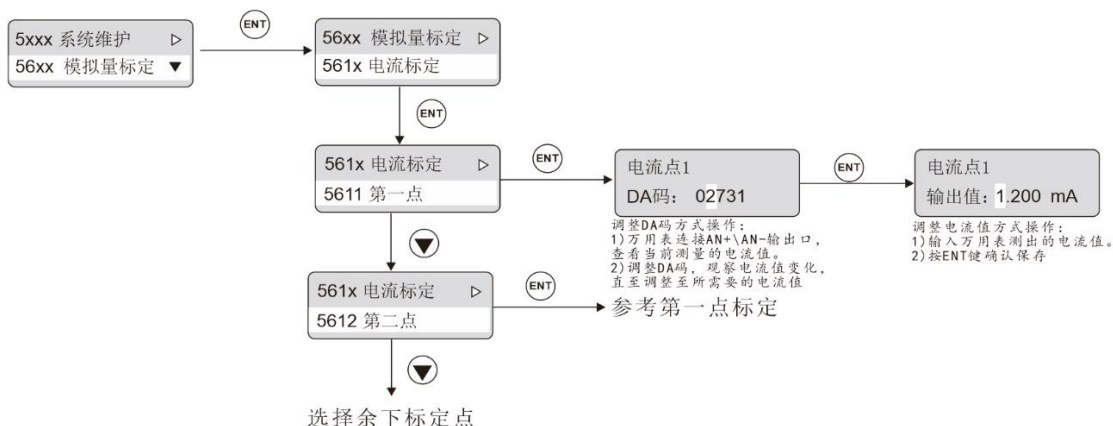 5xxx 系统维护 ▷
56xx 模拟量标定 ▼
ENT
56xx 模拟量标定 ▷
561x 电流标定
ENT
561x 电流标定 ▷
5611 第一点
ENT
电流点1
DA码： 02731
调整DA码方式操作：
1)万用表连接AN+\AN-输出口，
查看当前测量的电流值。
2)调整DA码，观察电流值变化，
直至调整至所需要的电流值
ENT
电流点1
输出值：1.200 mA
调整电流值方式操作：
1)输入万用表测出的电流值。
2)按ENT键确认保存
▼
561x 电流标定 ▷
5612 第二点
ENT
参考第一点标定
▼
选择余下标定点